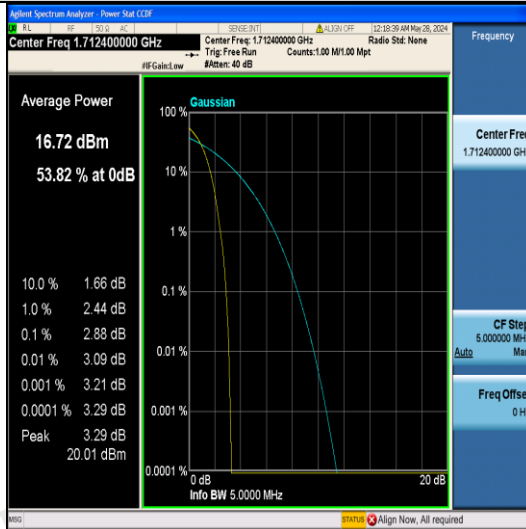 Agilent Spectrum Analyzer - Power Stat CCDF
RL RF 50 Ω AC SENSE:INT ALIGN OFF 12:18:39 AM May 28, 2024
Center Freq 1.712400000 GHz
Center Freq: 1.712400000 GHz
Radio Std: None
Trig: Free Run
Counts:1.00 M/1.00 Mpt
#IFGain:Low
#Atten: 40 dB
Frequency
Average Power
16.72 dBm
53.82 % at 0dB
10.0 % 1.66 dB
1.0 % 2.44 dB
0.1 % 2.88 dB
0.01 % 3.09 dB
0.001 % 3.21 dB
0.0001 % 3.29 dB
Peak 3.29 dB
20.01 dBm
Gaussian
100 %
10 %
1 %
0.1 %
0.01 %
0.001 %
0.0001 %
0 dB
20 dB
Info BW 5.0000 MHz
Center Fre
1.712400000 GH
CF Step
5.000000 MH
Auto Ma
Freq Offse
0 H
MSG
STATUS
Align Now, All required